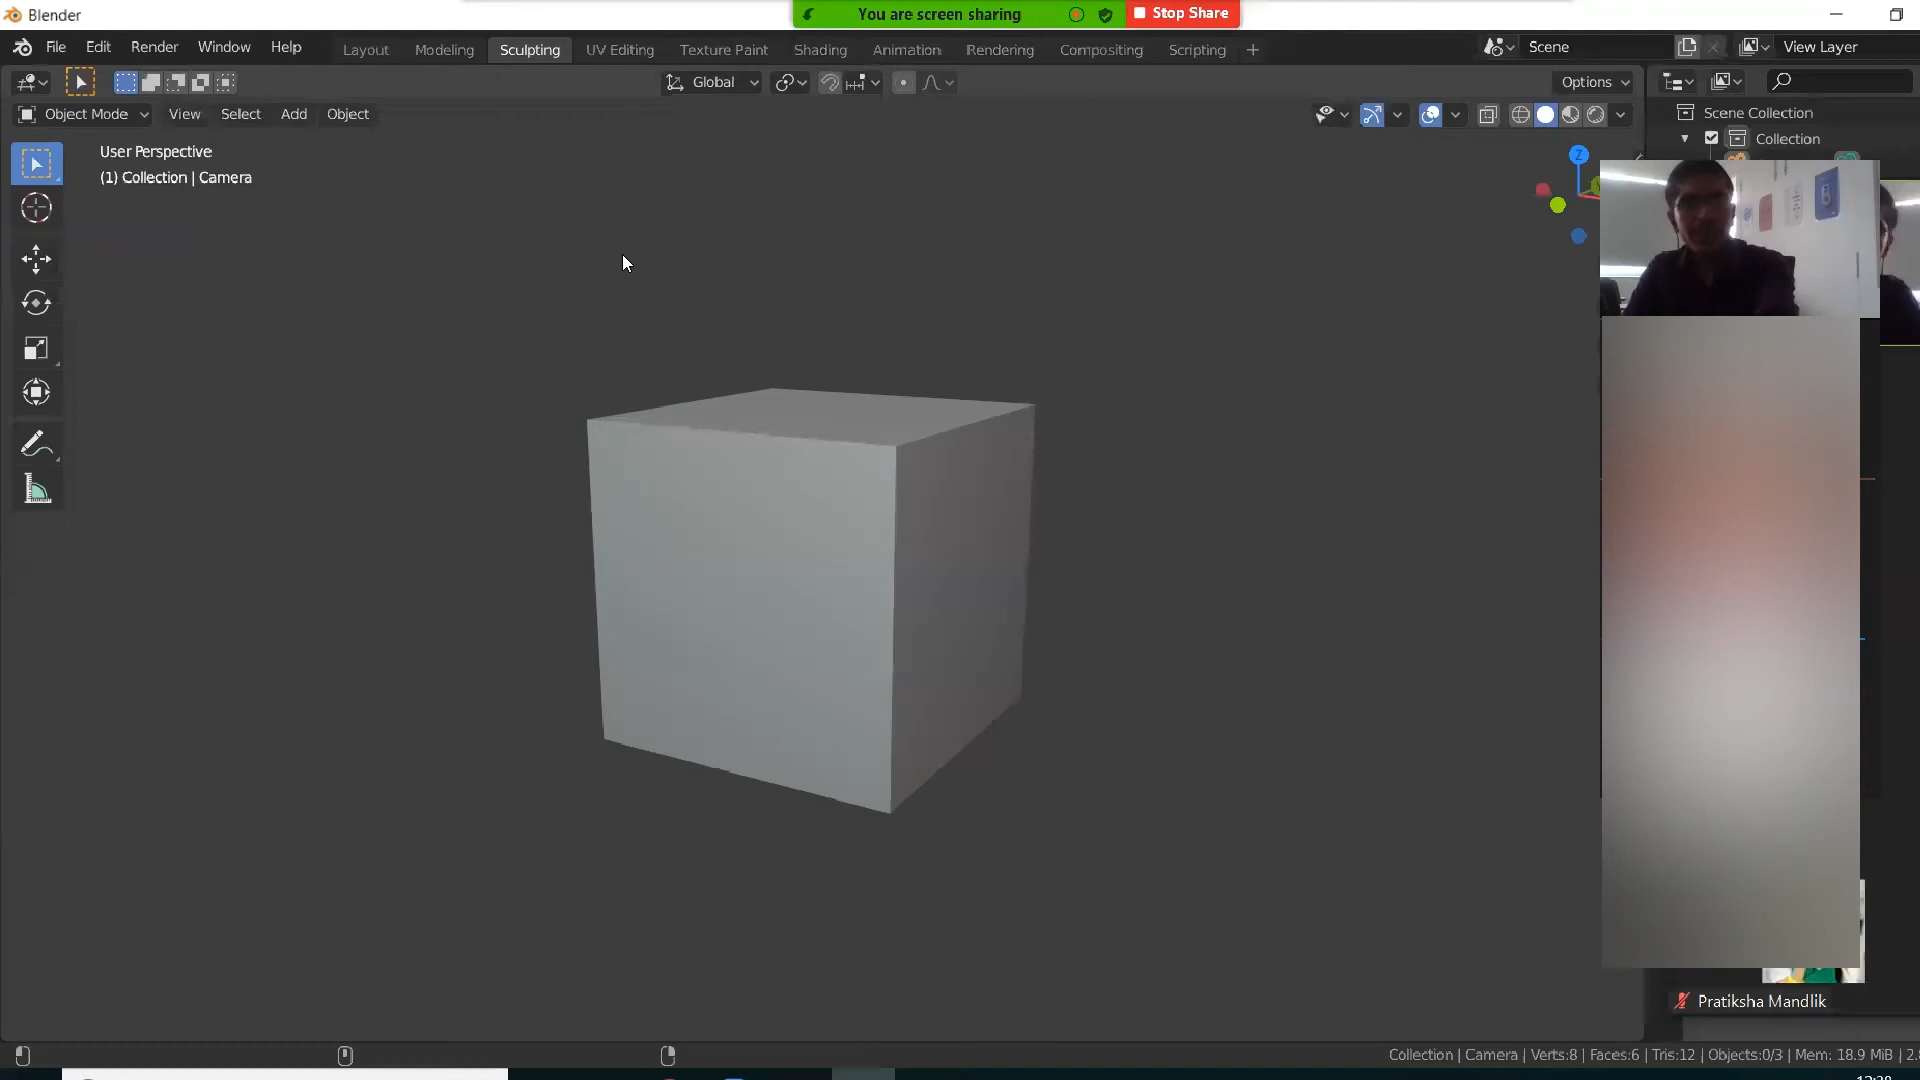 Blender
You are screen sharing
Stop Share
File Edit Render Window Help
Layout Modeling Sculpting UV Editing Texture Paint Shading Animation Rendering Compositing Scripting +
Scene
View Layer
Global
Options
Object Mode View Select Add Object
Scene Collection
Collection
User Perspective
(1) Collection | Camera
Z
Pratiksha Mandlik
Collection | Camera | Verts:8 | Faces:6 | Tris:12 | Objects:0/3 | Mem: 18.9 MiB | 2.